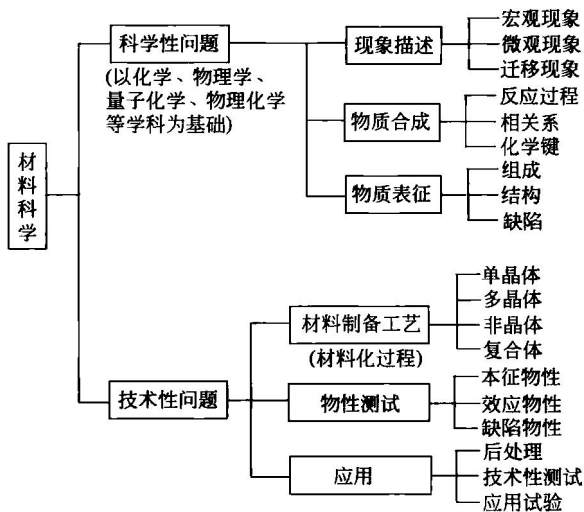 材料科学
科学性问题
(以化学、物理学、
量子化学、物理化学
等学科为基础)
现象描述
宏观现象
微观现象
迁移现象
物质合成
反应过程
相关系
化学键
物质表征
组成
结构
缺陷
技术性问题
材料制备工艺
(材料化过程)
单晶体
多晶体
非晶体
复合体
物性测试
本征物性
效应物性
缺陷物性
应用
后处理
技术性测试
应用试验